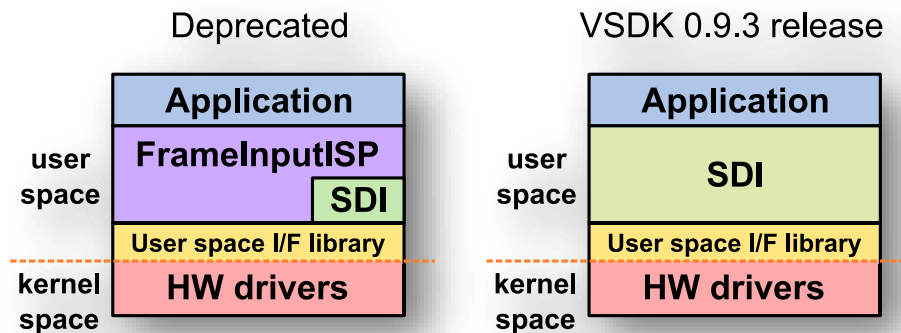 Deprecated
Application
FrameInputISP
SDI
User space I/F library
HW drivers
user
space
kernel
space
VSDK 0.9.3 release
Application
SDI
User space I/F library
HW drivers
user
space
kernel
space